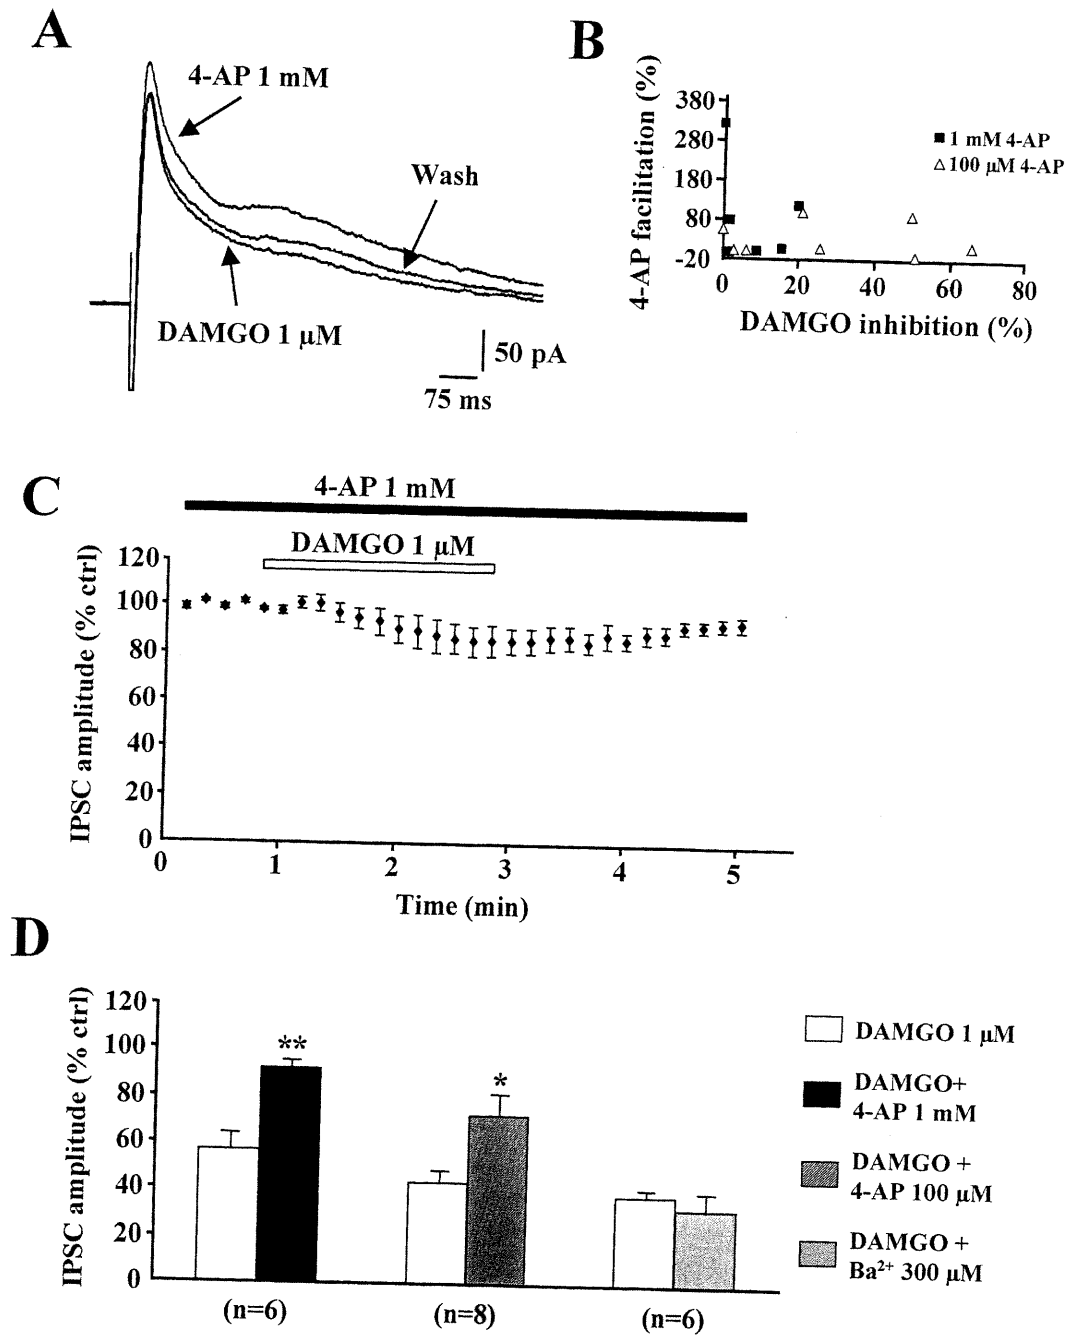 A
4-AP 1 mM
Wash
DAMGO 1 µM
50 pA
75 ms
B
4-AP facilitation (%)
380
280
180
80
-20
0 20 40 60 80
DAMGO inhibition (%)
1 mM 4-AP
100 µM 4-AP
C
4-AP 1 mM
DAMGO 1 µM
IPSC amplitude (% ctrl)
120
100
80
60
40
20
0
0 1 2 3 4 5
Time (min)
D
IPSC amplitude (% ctrl)
120
100
80
60
40
20
0
**
*
(n=6) (n=8) (n=6)
DAMGO 1 µM
DAMGO+
4-AP 1 mM
DAMGO +
4-AP 100 µM
DAMGO +
Ba²⁺ 300 µM